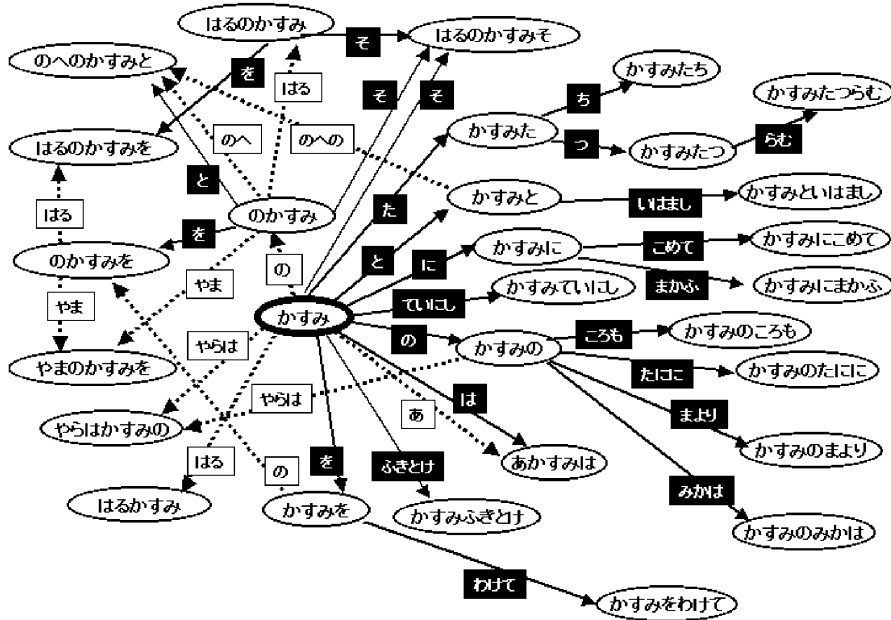 はるのかすみ
そ
はるのかすみそ
のへのかすみと
を
はる
そ
そ
かすみたち
ち
かすみたつらむ
かすみた
つ
かすみたつ
らむ
はるのかすみを
のへ
のへの
と
かすみと
いはまし
かすみといはまし
はる
のかすみ
た
を
と
かすみに
こめて
かすみにこめて
のかすみを
の
に
まかふ
かすみにまかふ
やま
やま
ていにし
かすみていにし
かすみ
の
かすみの
ころも
かすみのころも
やまのかすみを
やらは
たにに
かすみのたにに
やらは
あ
は
まより
やらはかすみの
かすみのまより
はる
の
を
ふきとけ
あかすみは
みかは
はるかすみ
かすみを
かすみふきとけ
かすみのみかは
わけて
かすみをわけて